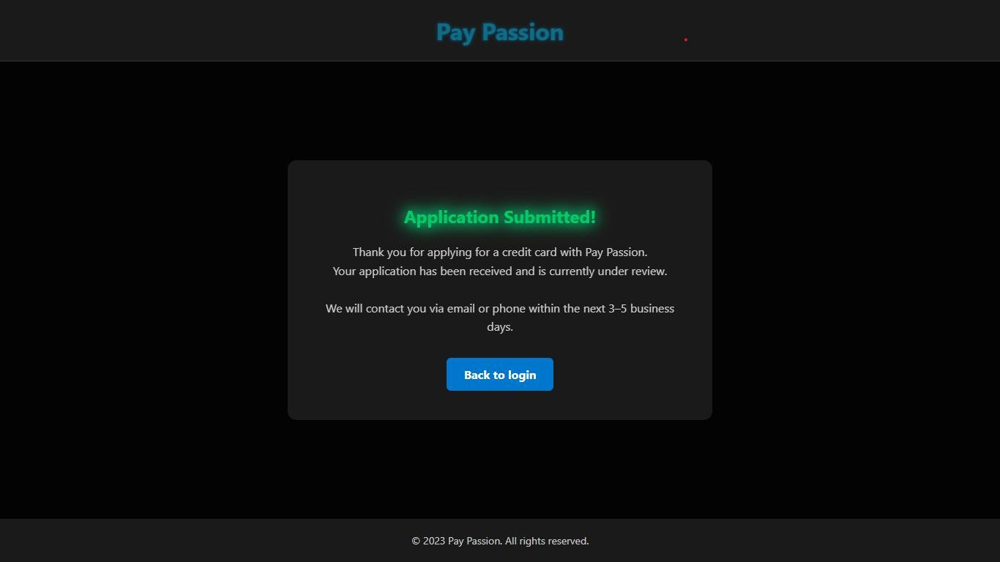 Pay Passion
Application Submitted!
Thank you for applying for a credit card with Pay Passion.
Your application has been received and is currently under review.
We will contact you via email or phone within the next 3–5 business
days.
Back to login
© 2023 Pay Passion. All rights reserved.